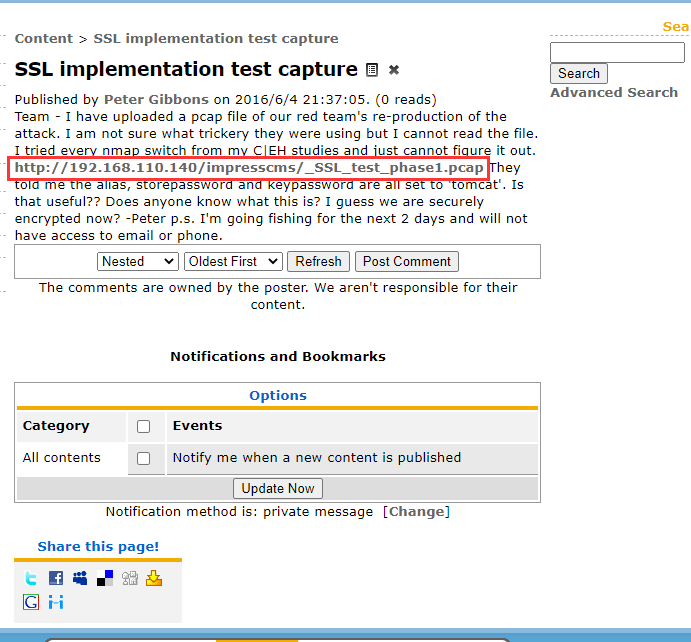 Content > SSL implementation test capture
SSL implementation test capture
Published by Peter Gibbons on 2016/6/4 21:37:05. (0 reads)
Team - I have uploaded a pcap file of our red team's re-production of the
attack. I am not sure what trickery they were using but I cannot read the file.
I tried every nmap switch from my C|EH studies and just cannot figure it out.
http://192.168.110.140/impresscms/_SSL_test_phase1.pcap They
told me the alias, storepassword and keypassword are all set to 'tomcat'. Is
that useful?? Does anyone know what this is? I guess we are securely
encrypted now? -Peter p.s. I'm going fishing for the next 2 days and will not
have access to email or phone.
Nested Oldest First Refresh Post Comment
The comments are owned by the poster. We aren't responsible for their
content.
Notifications and Bookmarks
Options
Category Events
All contents Notify me when a new content is published
Update Now
Notification method is: private message [Change]
Share this page!
Sea
Search
Advanced Search